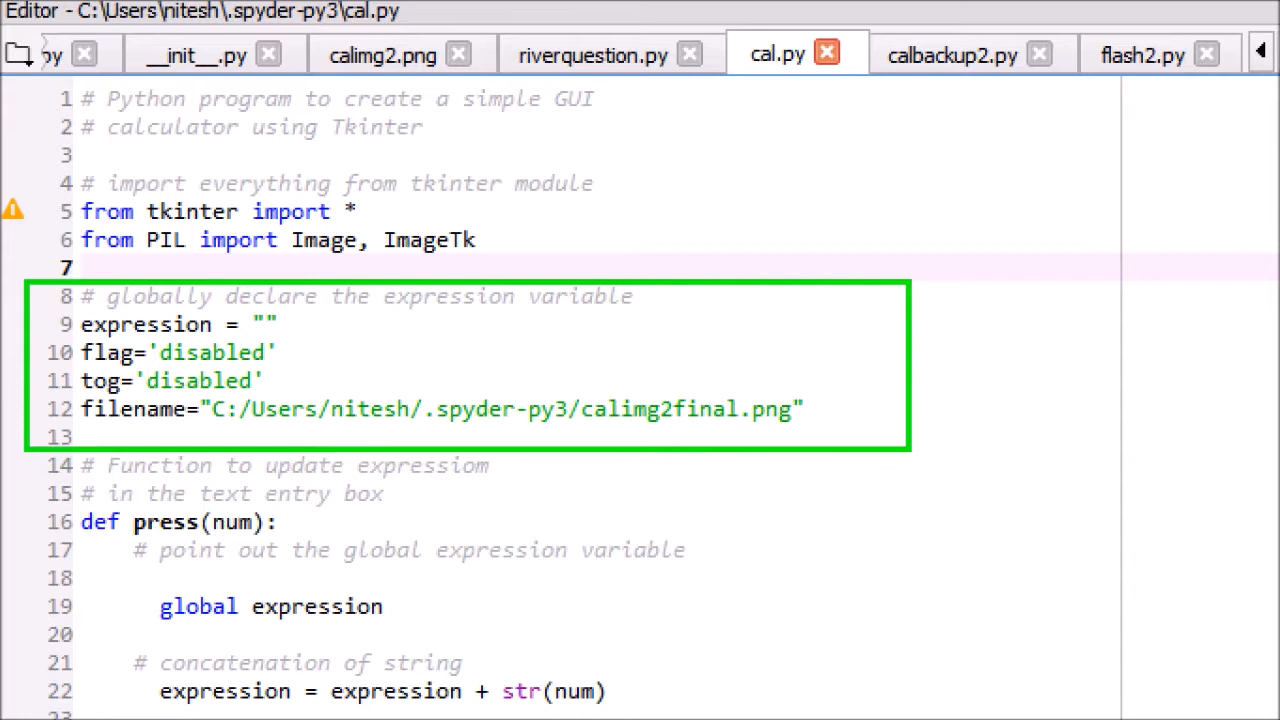 Editor - C:\Users\nitesh\.spyder-py3\cal.py
py __init__.py calimg2.png riverquestion.py cal.py calbackup2.py flash2.py
1 # Python program to create a simple GUI
2 # calculator using Tkinter
3
4 # import everything from tkinter module
5 from tkinter import *
6 from PIL import Image, ImageTk
7
8 # globally declare the expression variable
9 expression = ""
10 flag='disabled'
11 tog='disabled'
12 filename="C:/Users/nitesh/.spyder-py3/calimg2final.png"
13
14 # Function to update expressiom
15 # in the text entry box
16 def press(num):
17     # point out the global expression variable
18
19       global expression
20
21     # concatenation of string
22       expression = expression + str(num)
23